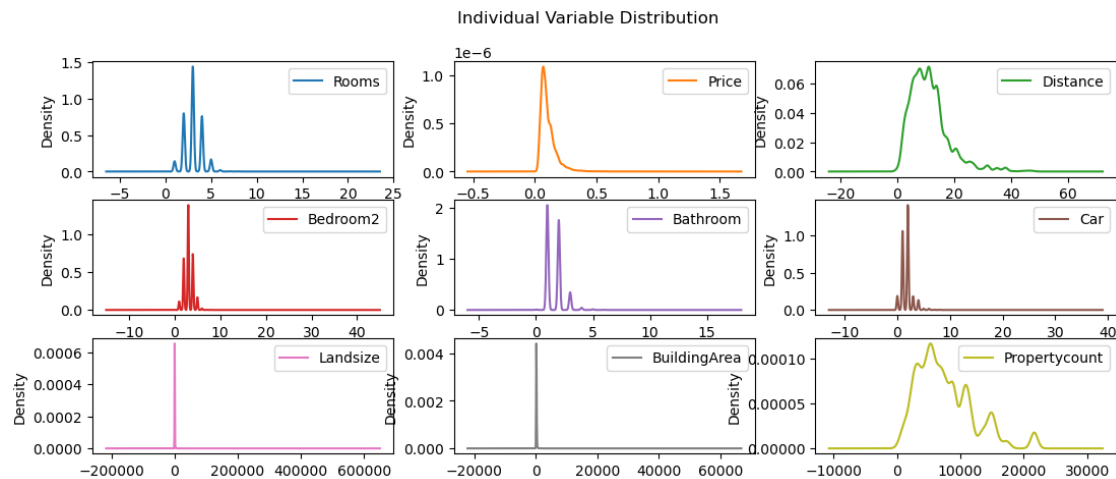 Individual Variable Distribution
1e−6
Density
1.5
1.0
0.5
0.0
Rooms
−5 0 5 10 15 20 25
Density
1.0
0.5
0.0
Price
−0.5 0.0 0.5 1.0 1.5
Density
0.06
0.04
0.02
0.00
Distance
−20 0 20 40 60
Density
1.0
0.5
0.0
Bedroom2
−10 0 10 20 30 40
Density
2
1
0
Bathroom
−5 0 5 10 15
Density
1.0
0.5
0.0
Car
−10 0 10 20 30 40
Density
0.0006
0.0004
0.0002
0.0000
Landsize
−200000 0 200000 400000 600000
Density
0.004
0.002
0.000
BuildingArea
−20000 0 20000 40000 60000
Density
0.00010
0.00005
0.00000
Propertycount
−10000 0 10000 20000 30000